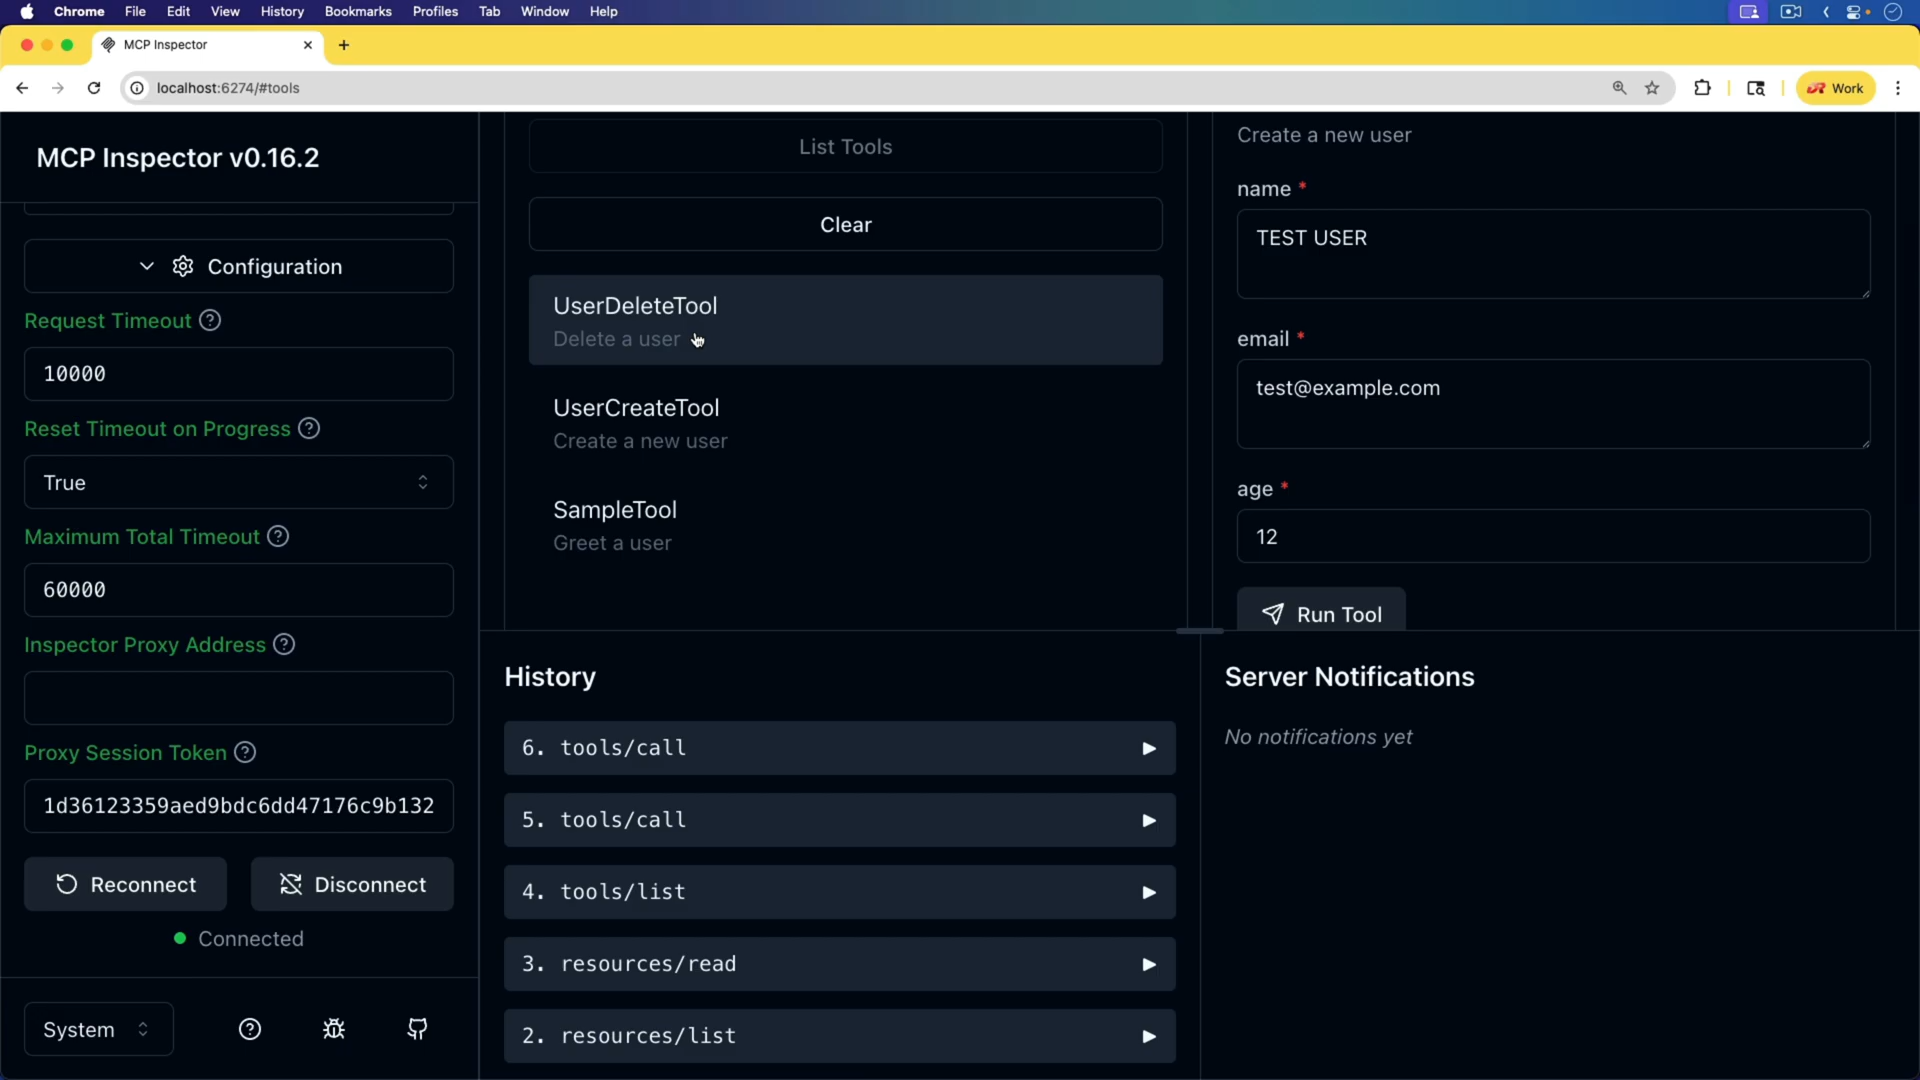 Chrome File Edit View History Bookmarks Profiles Tab Window Help
MCP Inspector
localhost:6274/#tools
Work
MCP Inspector v0.16.2
Configuration
Request Timeout
10000
Reset Timeout on Progress
True
Maximum Total Timeout
60000
Inspector Proxy Address
Proxy Session Token
1d36123359aed9bdc6dd47176c9b132
Reconnect
Disconnect
Connected
System
List Tools
Clear
UserDeleteTool
Delete a user
UserCreateTool
Create a new user
SampleTool
Greet a user
Create a new user
name *
TEST USER
email *
test@example.com
age *
12
Run Tool
History
6. tools/call
5. tools/call
4. tools/list
3. resources/read
2. resources/list
Server Notifications
No notifications yet